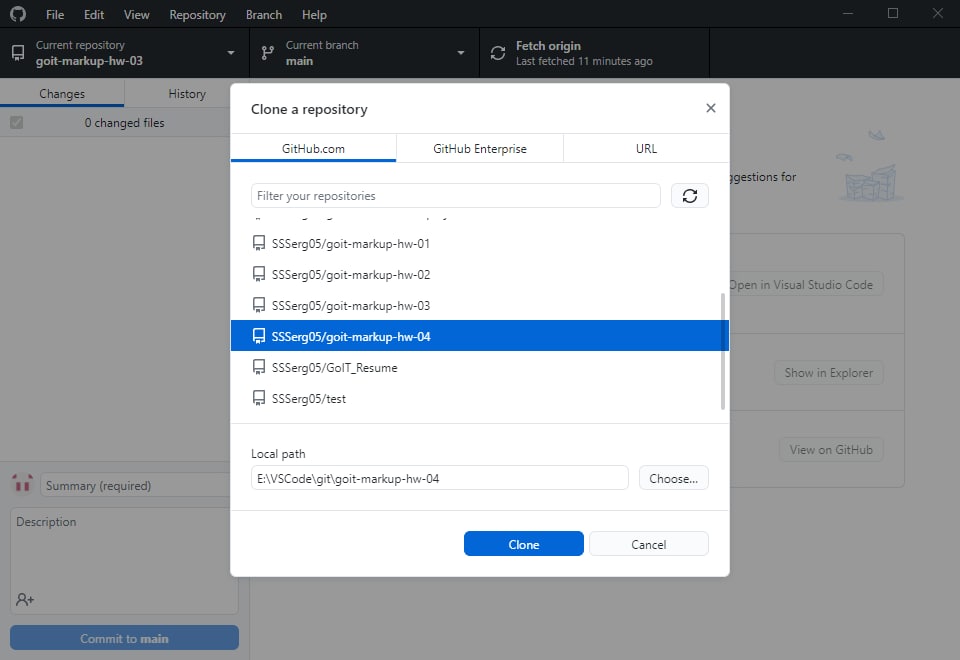 File Edit View Repository Branch Help
Current repository
goit-markup-hw-03
Current branch
main
Fetch origin
Last fetched 11 minutes ago
Changes History
0 changed files
Clone a repository
GitHub.com GitHub Enterprise URL
Filter your repositories
SSSerg05/goit-markup-hw-01
SSSerg05/goit-markup-hw-02
SSSerg05/goit-markup-hw-03
SSSerg05/goit-markup-hw-04
SSSerg05/GoIT_Resume
SSSerg05/test
Local path
E:\VSCode\git\goit-markup-hw-04
Choose...
Clone Cancel
for
Open in Visual Studio Code
Show in Explorer
View on GitHub
Summary (required)
Description
Commit to main